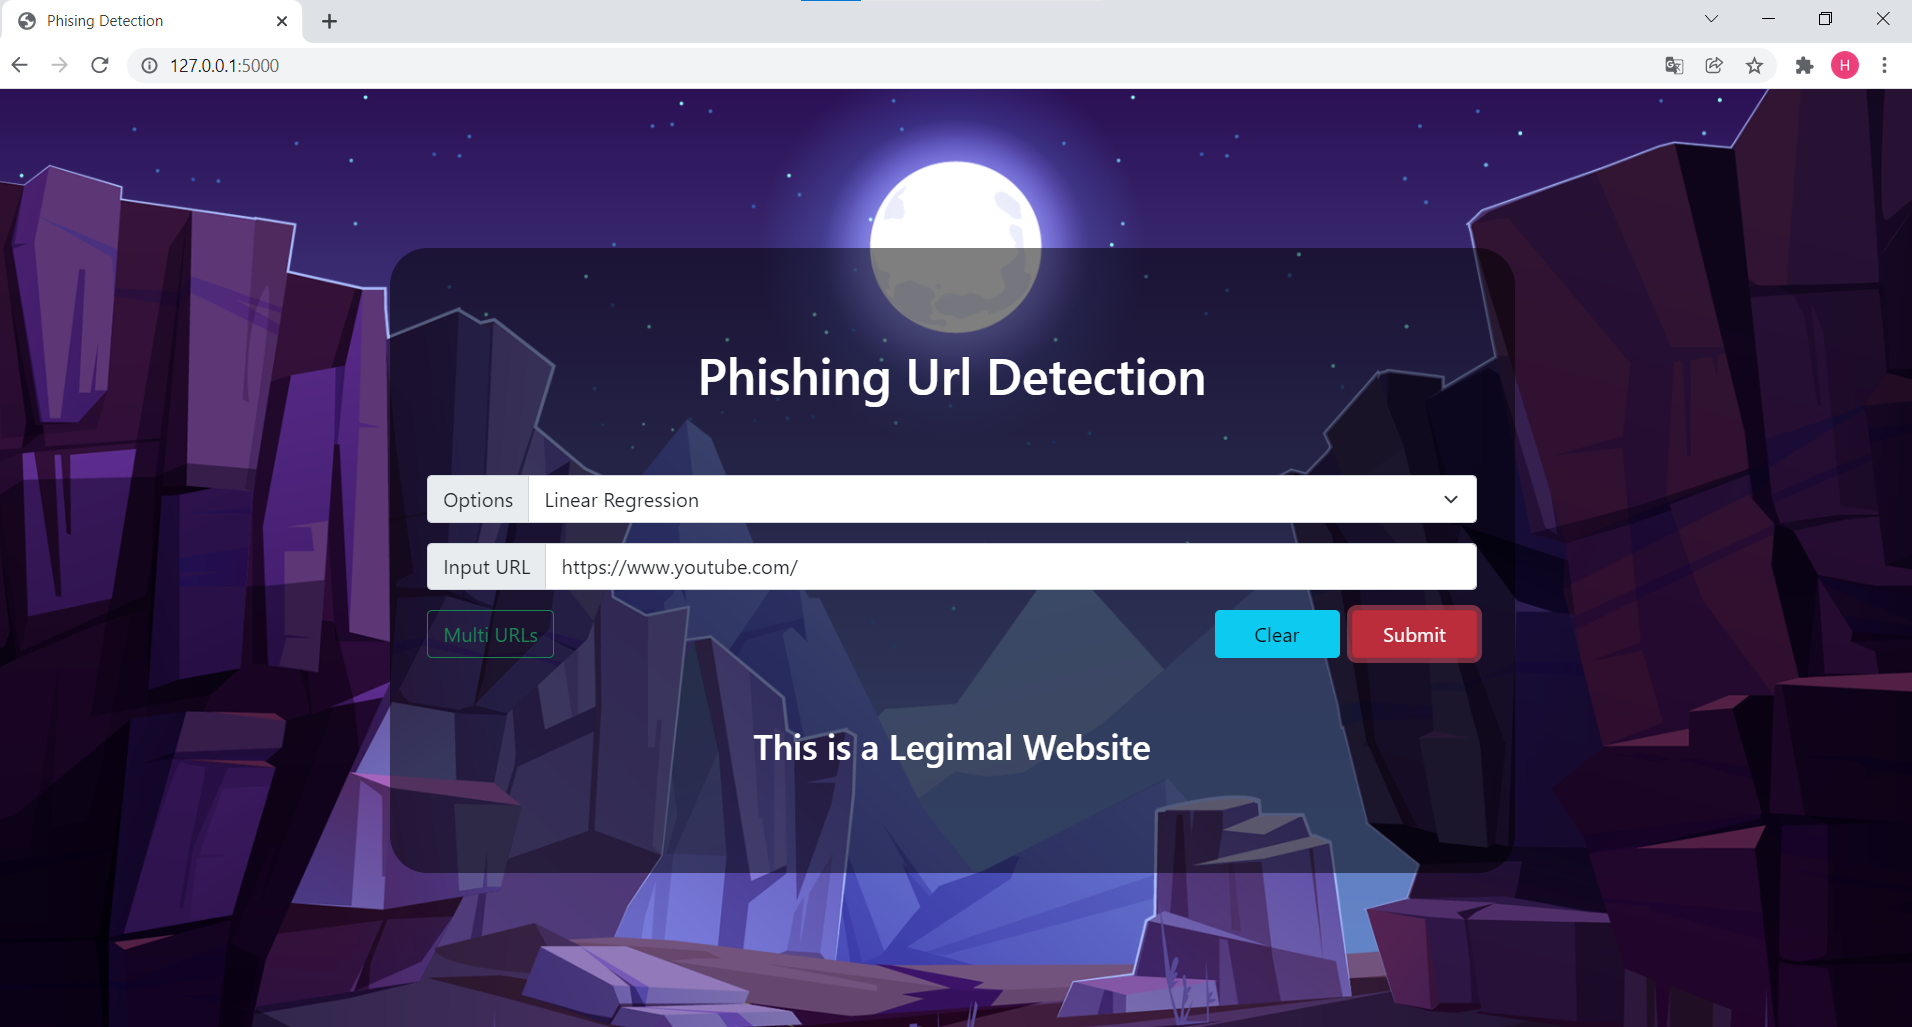 Phising Detection
127.0.0.1:5000
H
Phishing Url Detection
Options Linear Regression
Input URL https://www.youtube.com/
Multi URLs Clear Submit
This is a Legimal Website